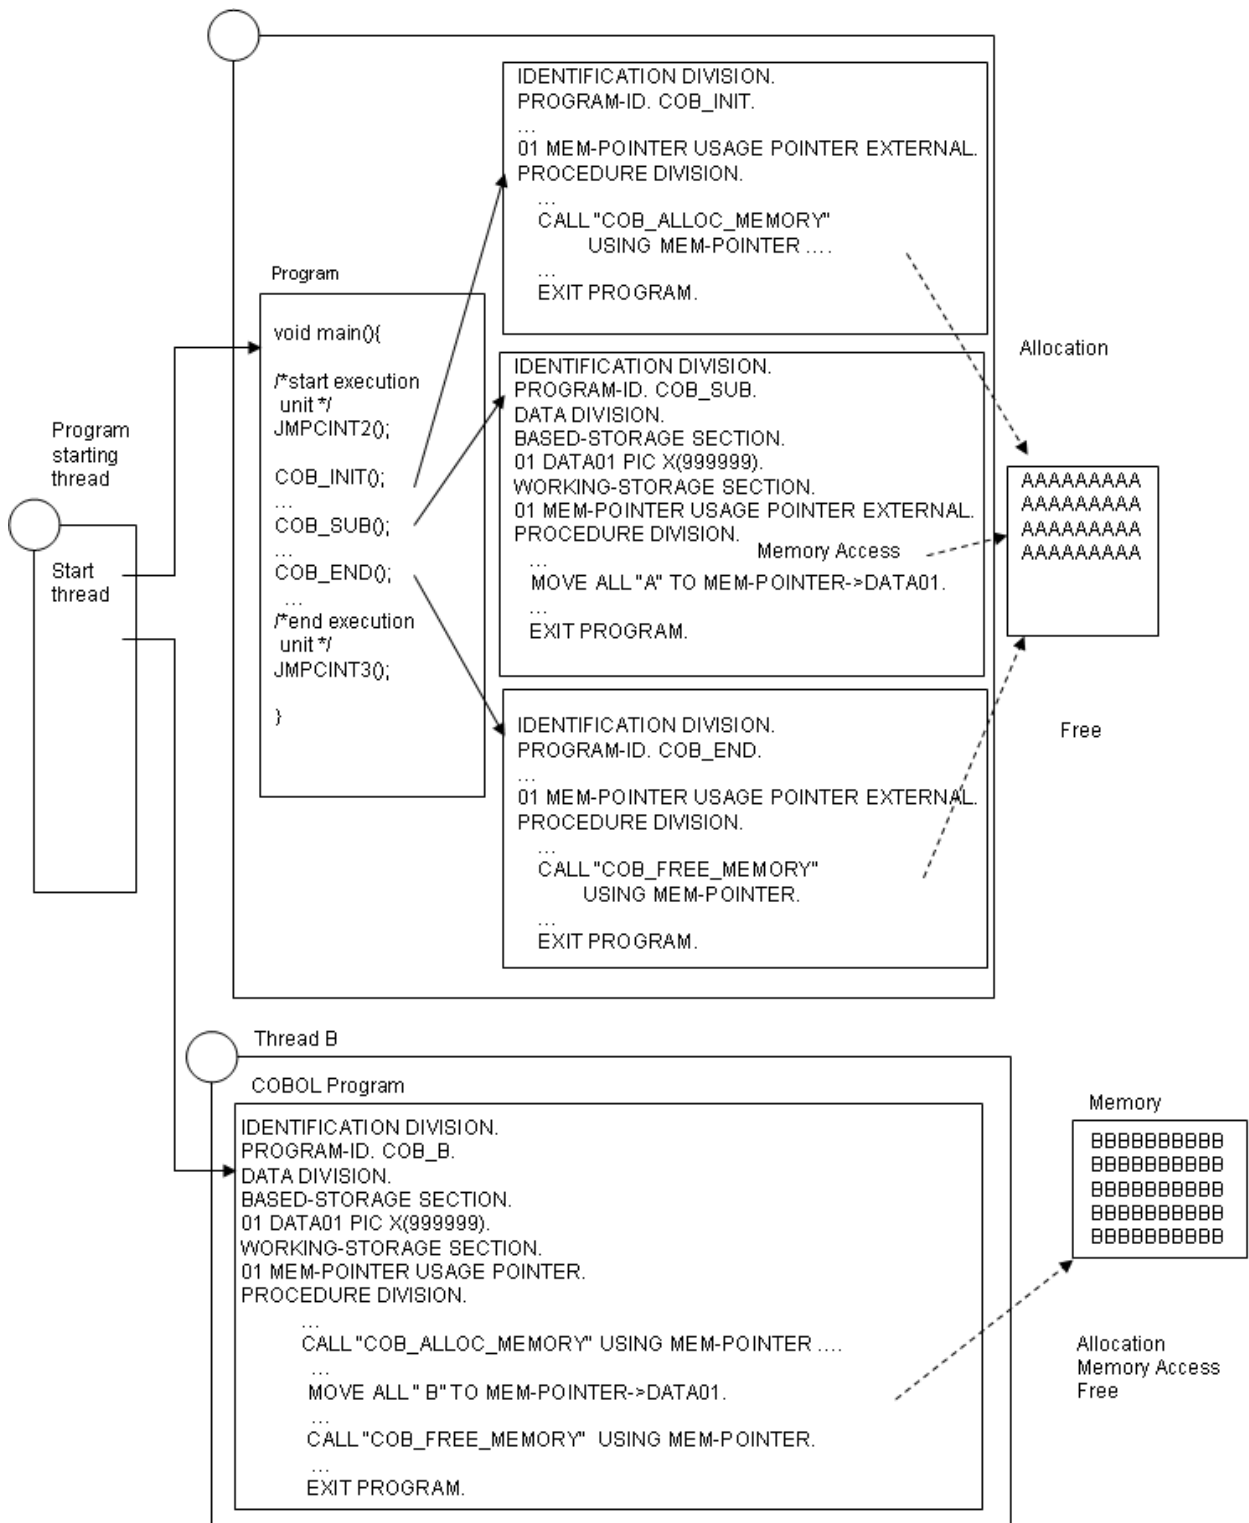 IDENTIFICATION DIVISION.
PROGRAM-ID. COB_INIT.
...
01 MEM-POINTER USAGE POINTER EXTERNAL.
PROCEDURE DIVISION.
...
CALL "COB_ALLOC_MEMORY"
USING MEM-POINTER ....
...
EXIT PROGRAM.
Program
void main(){
/*start execution
unit */
JMPCINT2();
COB_INIT();
...
COB_SUB();
...
COB_END();
...
/*end execution
unit */
JMPCINT3();
}
Allocation
IDENTIFICATION DIVISION.
PROGRAM-ID. COB_SUB.
DATA DIVISION.
BASED-STORAGE SECTION.
01 DATA01 PIC X(999999).
WORKING-STORAGE SECTION.
01 MEM-POINTER USAGE POINTER EXTERNAL.
PROCEDURE DIVISION.
Memory Access
...
MOVE ALL "A" TO MEM-POINTER->DATA01.
...
EXIT PROGRAM.
AAAAAAAAA
AAAAAAAAA
AAAAAAAAA
AAAAAAAAA
Program
starting
thread
Start
thread
Free
IDENTIFICATION DIVISION.
PROGRAM-ID. COB_END.
...
01 MEM-POINTER USAGE POINTER EXTERNAL.
PROCEDURE DIVISION.
...
CALL "COB_FREE_MEMORY"
USING MEM-POINTER.
...
EXIT PROGRAM.
Thread B
COBOL Program
IDENTIFICATION DIVISION.
PROGRAM-ID. COB_B.
DATA DIVISION.
BASED-STORAGE SECTION.
01 DATA01 PIC X(999999).
WORKING-STORAGE SECTION.
01 MEM-POINTER USAGE POINTER.
PROCEDURE DIVISION.
...
CALL "COB_ALLOC_MEMORY" USING MEM-POINTER ....
...
MOVE ALL " B" TO MEM-POINTER->DATA01.
...
CALL "COB_FREE_MEMORY" USING MEM-POINTER.
...
EXIT PROGRAM.
Memory
BBBBBBBBBB
BBBBBBBBBB
BBBBBBBBBB
BBBBBBBBBB
BBBBBBBBBB
Allocation
Memory Access
Free